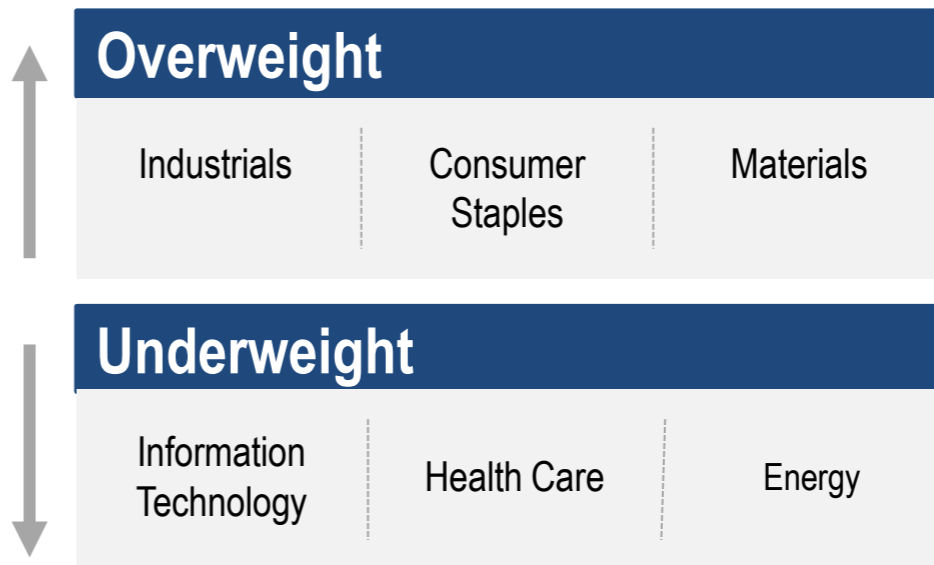 Overweight
Industrials
Consumer
Staples
Materials
Underweight
Information
Technology
Health Care
Energy